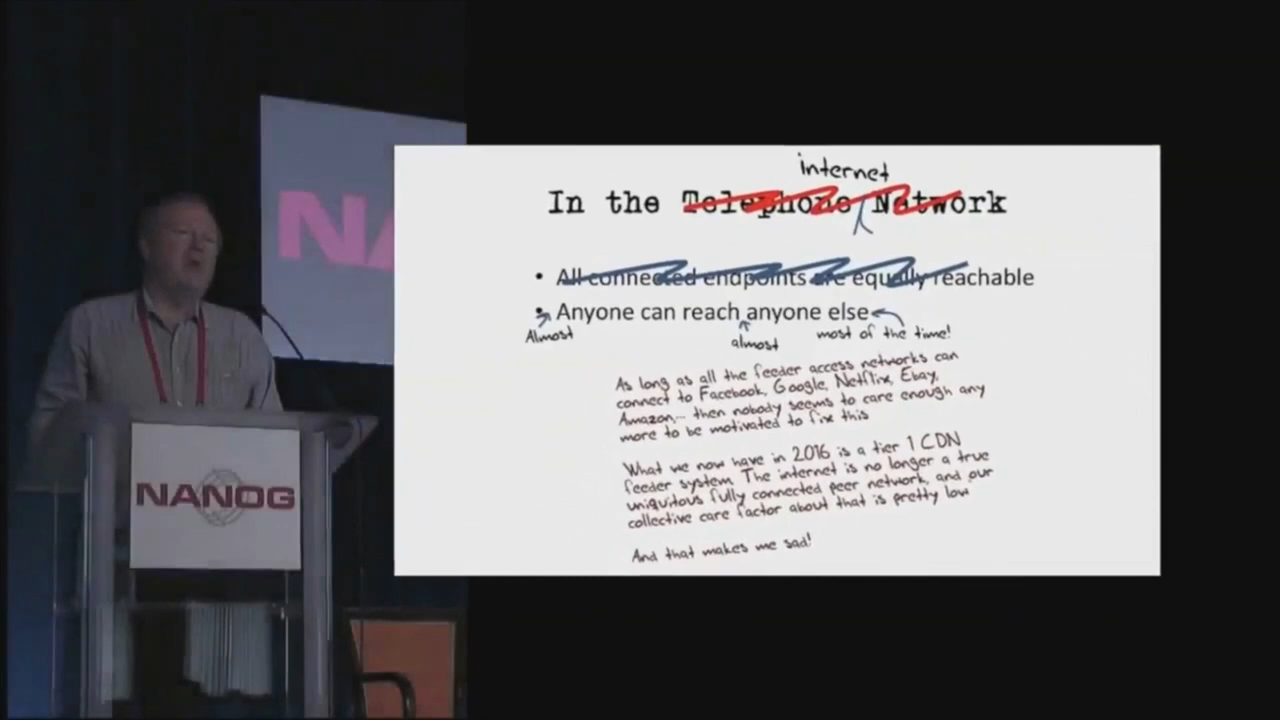 NA
NANOG
internet
In the Telephone Network
• All connected endpoints are equally reachable
• Anyone can reach anyone else
Almost
almost
most of the time!
As long as all the feeder access networks can
connect to Facebook, Google, Netflix, Ebay,
Amazon... then nobody seems to care enough any
more to be motivated to fix this
What we now have in 2016 is a tier 1 CDN
feeder system. The internet is no longer a true
uniquitous fully connected peer network, and our
collective care factor about that is pretty low
And that makes me sad!